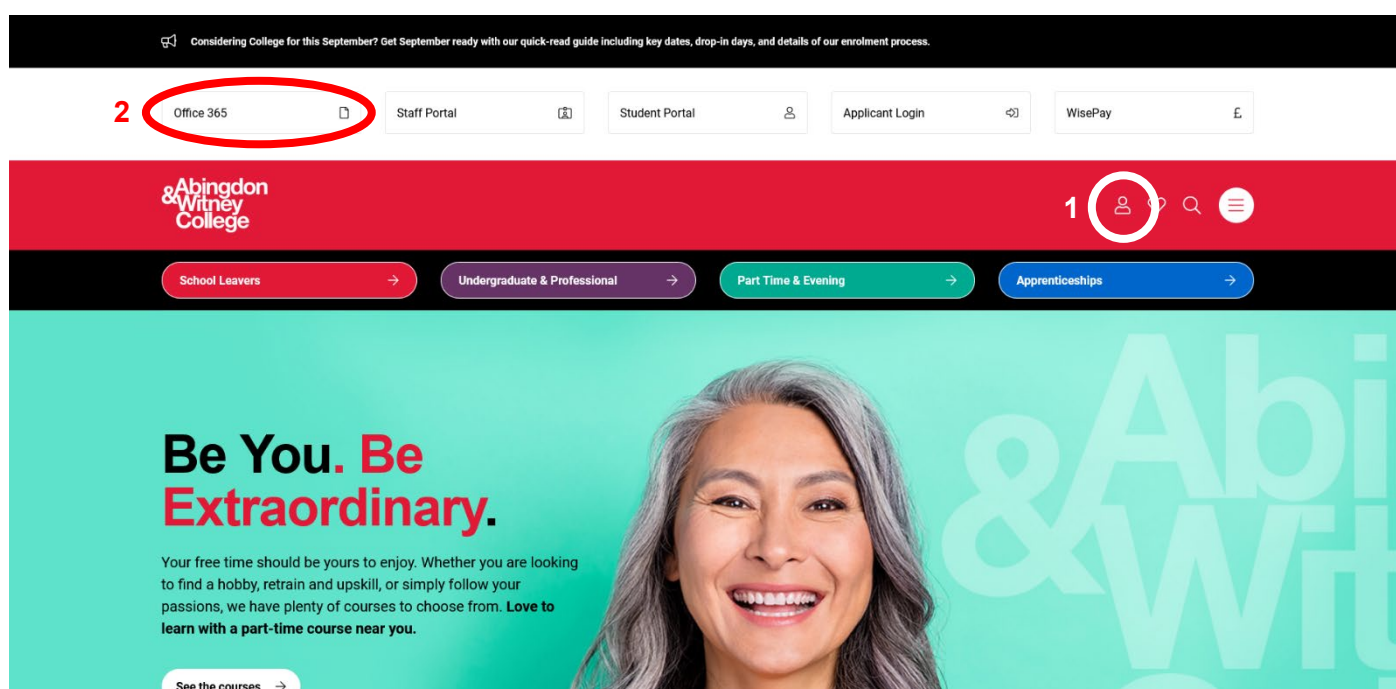 Considering College for this September? Get September ready with our quick-read guide including key dates, drop-in days, and details of our enrolment process.
2
Office 365
Staff Portal
Student Portal
Applicant Login
WisePay
£
&Abingdon
&Witney
College
1
School Leavers
Undergraduate & Professional
Part Time & Evening
Apprenticeships
Be You. Be
Extraordinary.
Your free time should be yours to enjoy. Whether you are looking
to find a hobby, retrain and upskill, or simply follow your
passions, we have plenty of courses to choose from. Love to
learn with a part-time course near you.
See the courses
Abi
&Wit